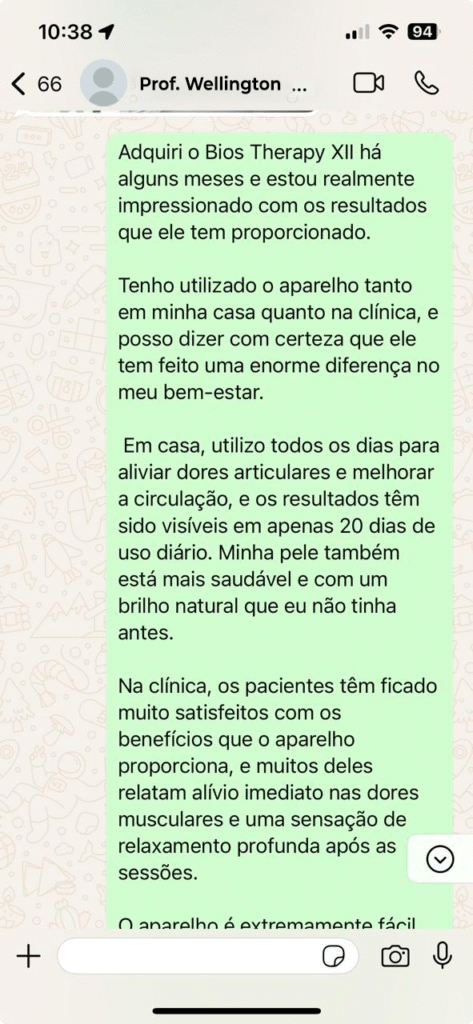 10:38
94
66
Prof. Wellington ...
Adquiri o Bios Therapy XII há
alguns meses e estou realmente
impressionado com os resultados
que ele tem proporcionado.
Tenho utilizado o aparelho tanto
em minha casa quanto na clínica, e
posso dizer com certeza que ele
tem feito uma enorme diferença no
meu bem-estar.
Em casa, utilizo todos os dias para
aliviar dores articulares e melhorar
a circulação, e os resultados têm
sido visíveis em apenas 20 dias de
uso diário. Minha pele também
está mais saudável e com um
brilho natural que eu não tinha
antes.
Na clínica, os pacientes têm ficado
muito satisfeitos com os
benefícios que o aparelho
proporciona, e muitos deles
relatam alívio imediato nas dores
musculares e uma sensação de
relaxamento profunda após as
sessões.
O aparelho é extremamente fácil